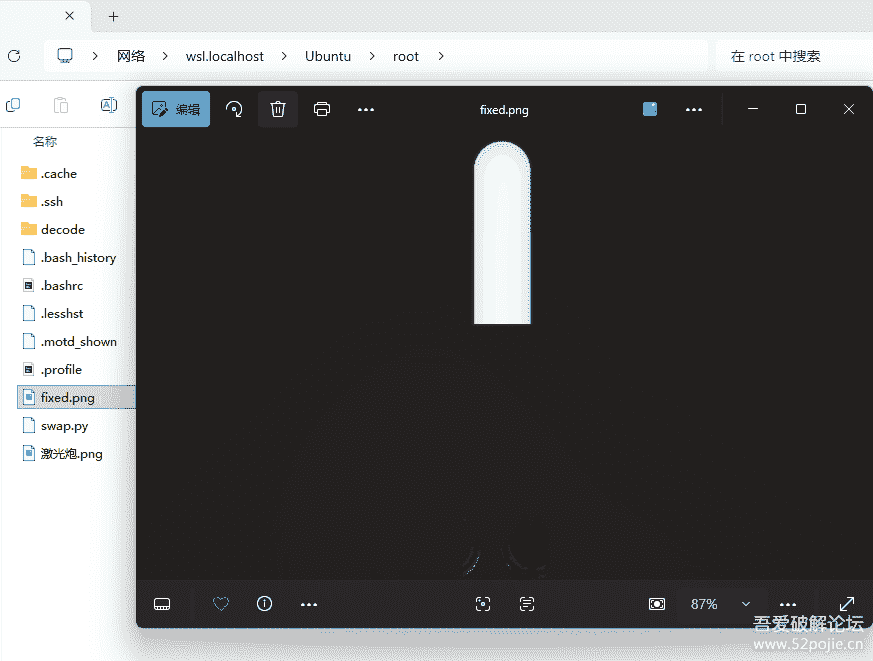 网络 wsl.localhost Ubuntu root 在 root 中搜索
编辑 fixed.png
名称
.cache
.ssh
decode
.bash_history
.bashrc
.lesshst
.motd_shown
.profile
fixed.png
swap.py
激光炮.png
87%
吾爱破解论坛
www.52pojie.cn